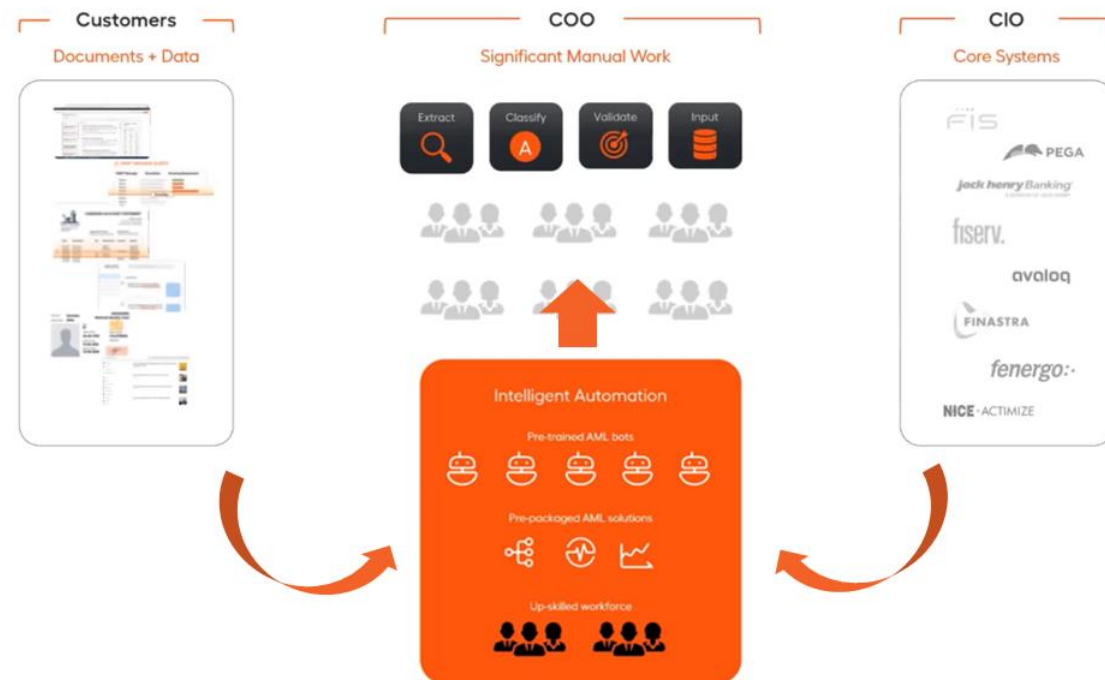 Customers
Documents + Data
COO
Significant Manual Work
Extract
Classify
A
Validate
Input
CIO
Core Systems
FIS
PEGA
jack henry Banking
fiserv.
avaloq
FINASTRA
fenergo:·
NICE · ACTIMIZE
Intelligent Automation
Pre-trained AML bots
Pre-packaged AML solutions
Up-skilled workforce